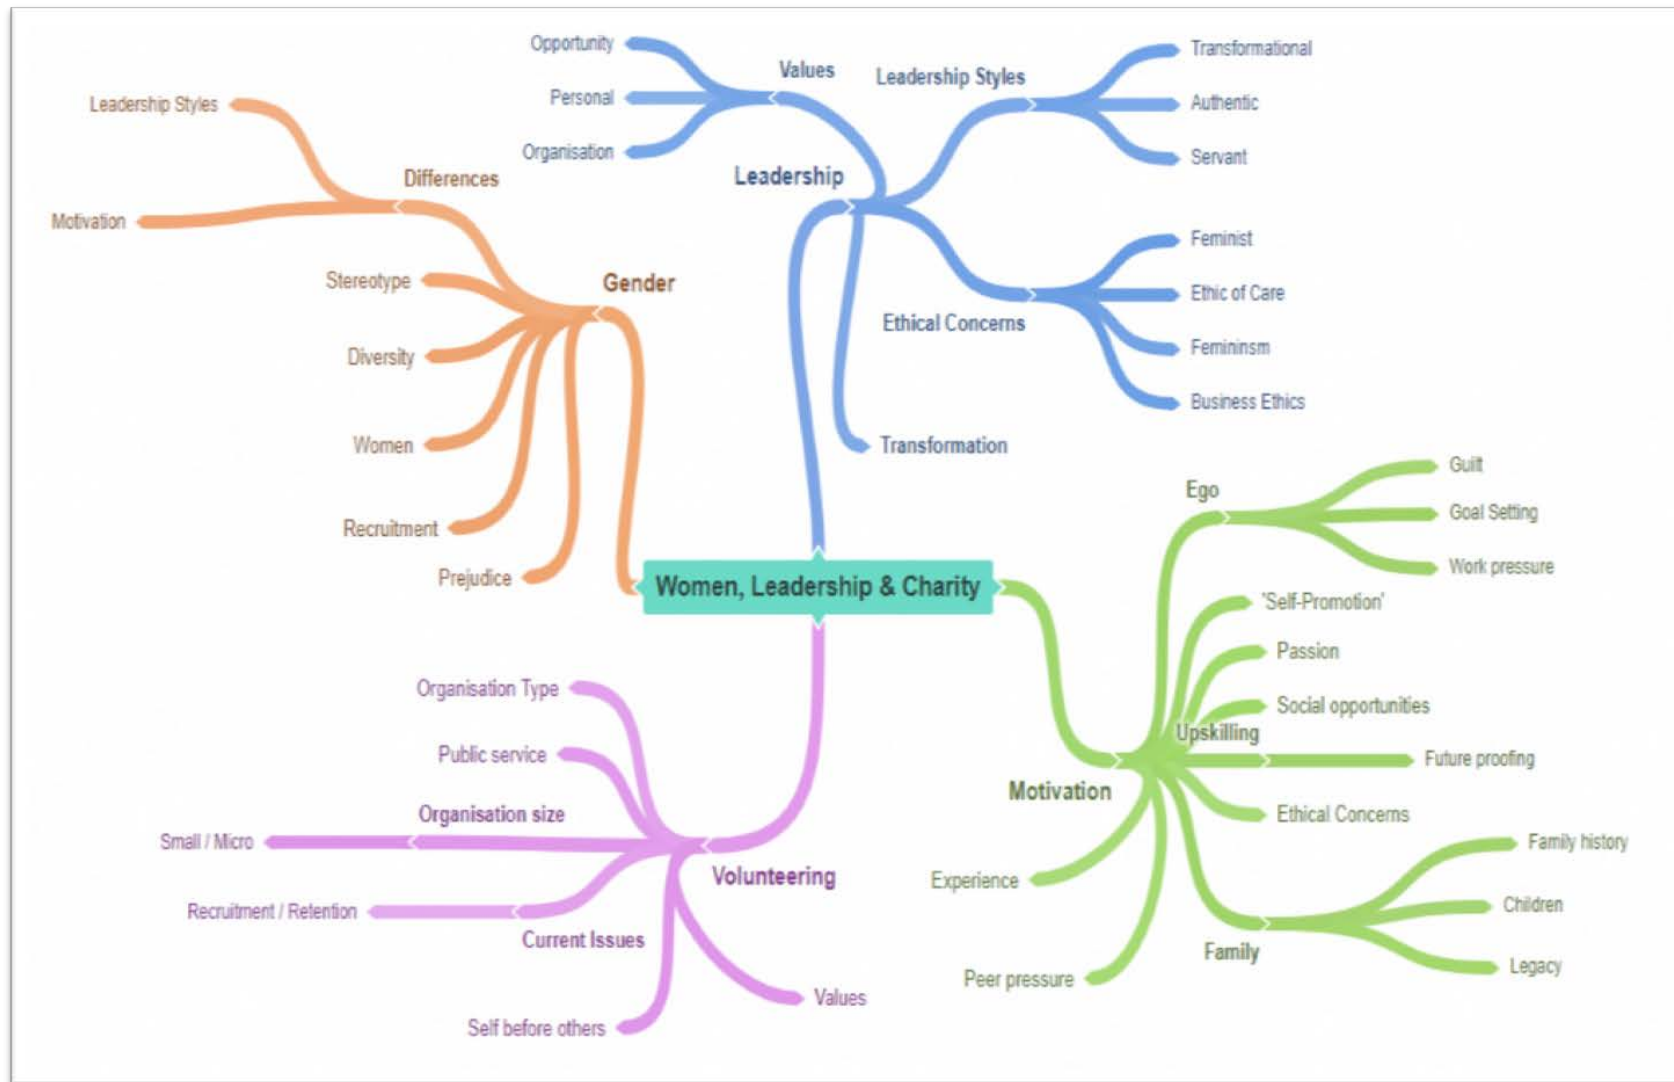 Opportunity
Personal
Organisation
Values
Leadership Styles
Transformational
Authentic
Servant
Leadership
Ethical Concerns
Feminist
Ethic of Care
Femininsm
Business Ethics
Transformation
Leadership Styles
Differences
Motivation
Stereotype
Gender
Diversity
Women
Recruitment
Prejudice
Women, Leadership & Charity
Ego
Guilt
Goal Setting
Work pressure
'Self-Promotion'
Passion
Social opportunities
Upskilling
Future proofing
Motivation
Ethical Concerns
Experience
Family history
Children
Legacy
Family
Peer pressure
Organisation Type
Public service
Organisation size
Small / Micro
Volunteering
Recruitment / Retention
Current Issues
Values
Self before others